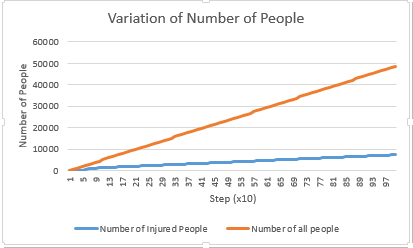 Variation of Number of People
Number of People
60000
50000
40000
30000
20000
10000
0
1 5 9 13 17 21 25 29 33 37 41 45 49 53 57 61 65 69 73 77 81 85 89 93 97
Step (x10)
Number of Injured People Number of all people